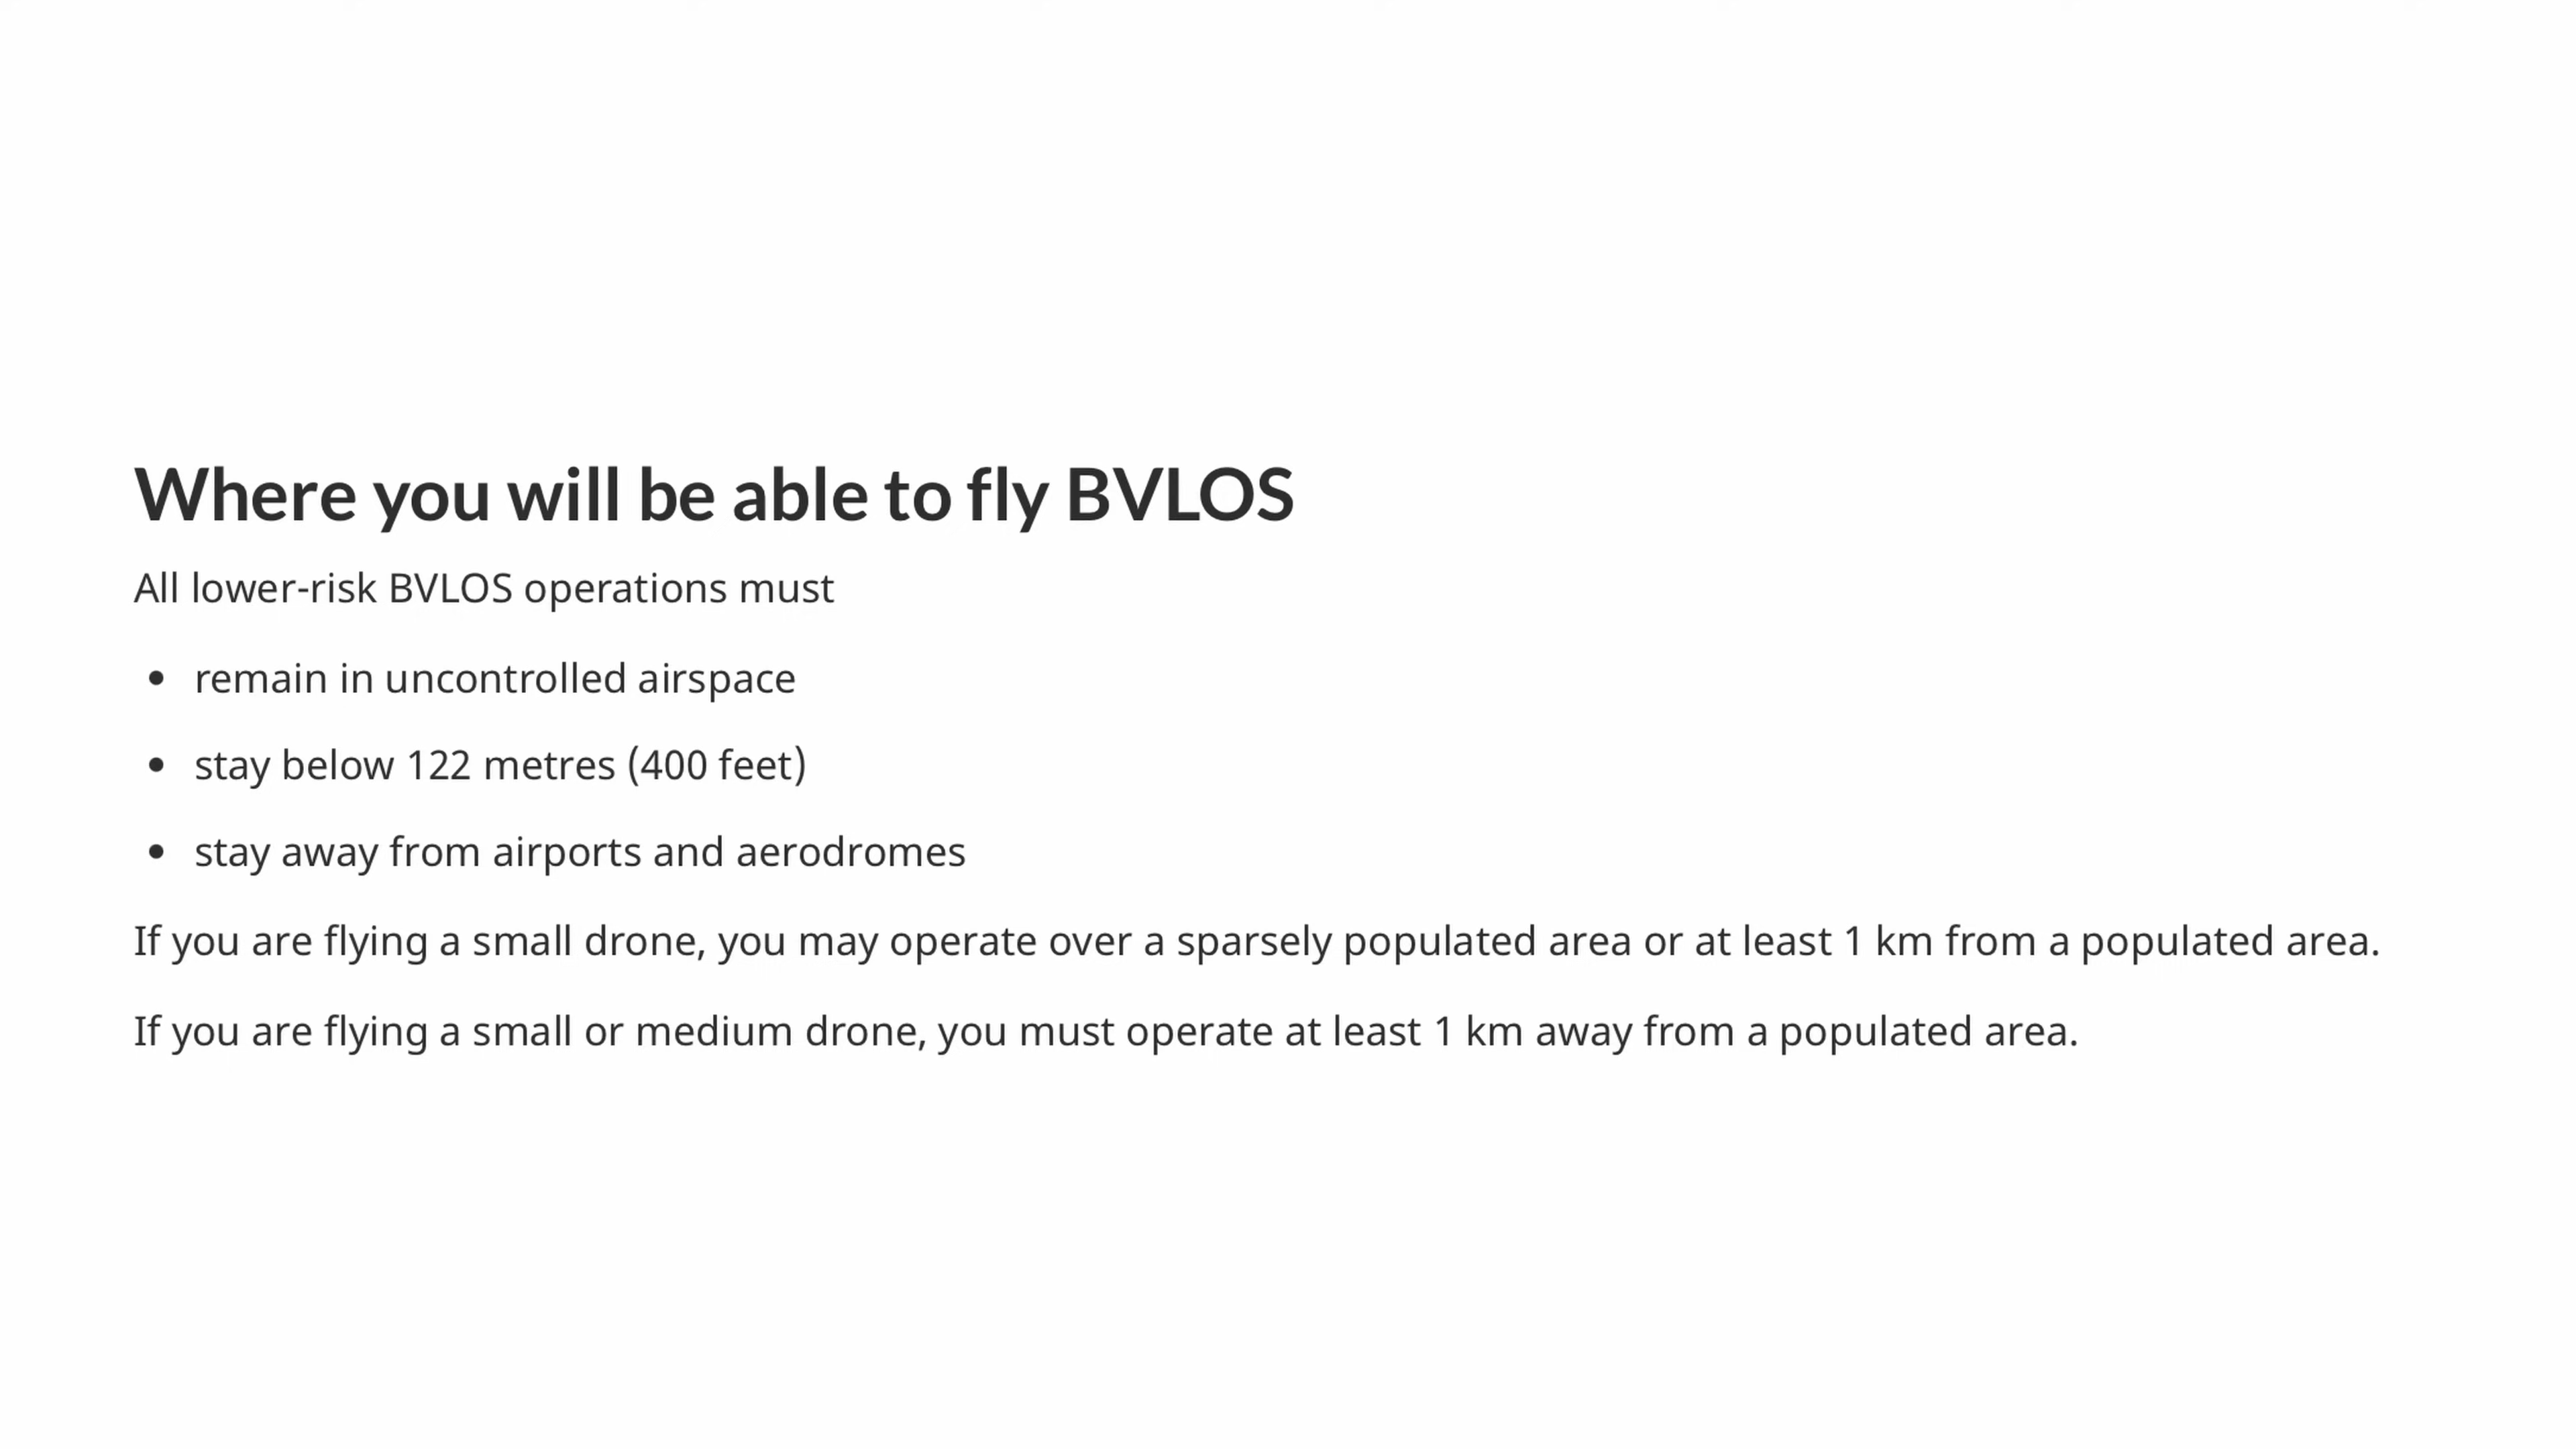 Where you will be able to fly BVLOS
All lower-risk BVLOS operations must
• remain in uncontrolled airspace
• stay below 122 metres (400 feet)
• stay away from airports and aerodromes
If you are flying a small drone, you may operate over a sparsely populated area or at least 1 km from a populated area.
If you are flying a small or medium drone, you must operate at least 1 km away from a populated area.